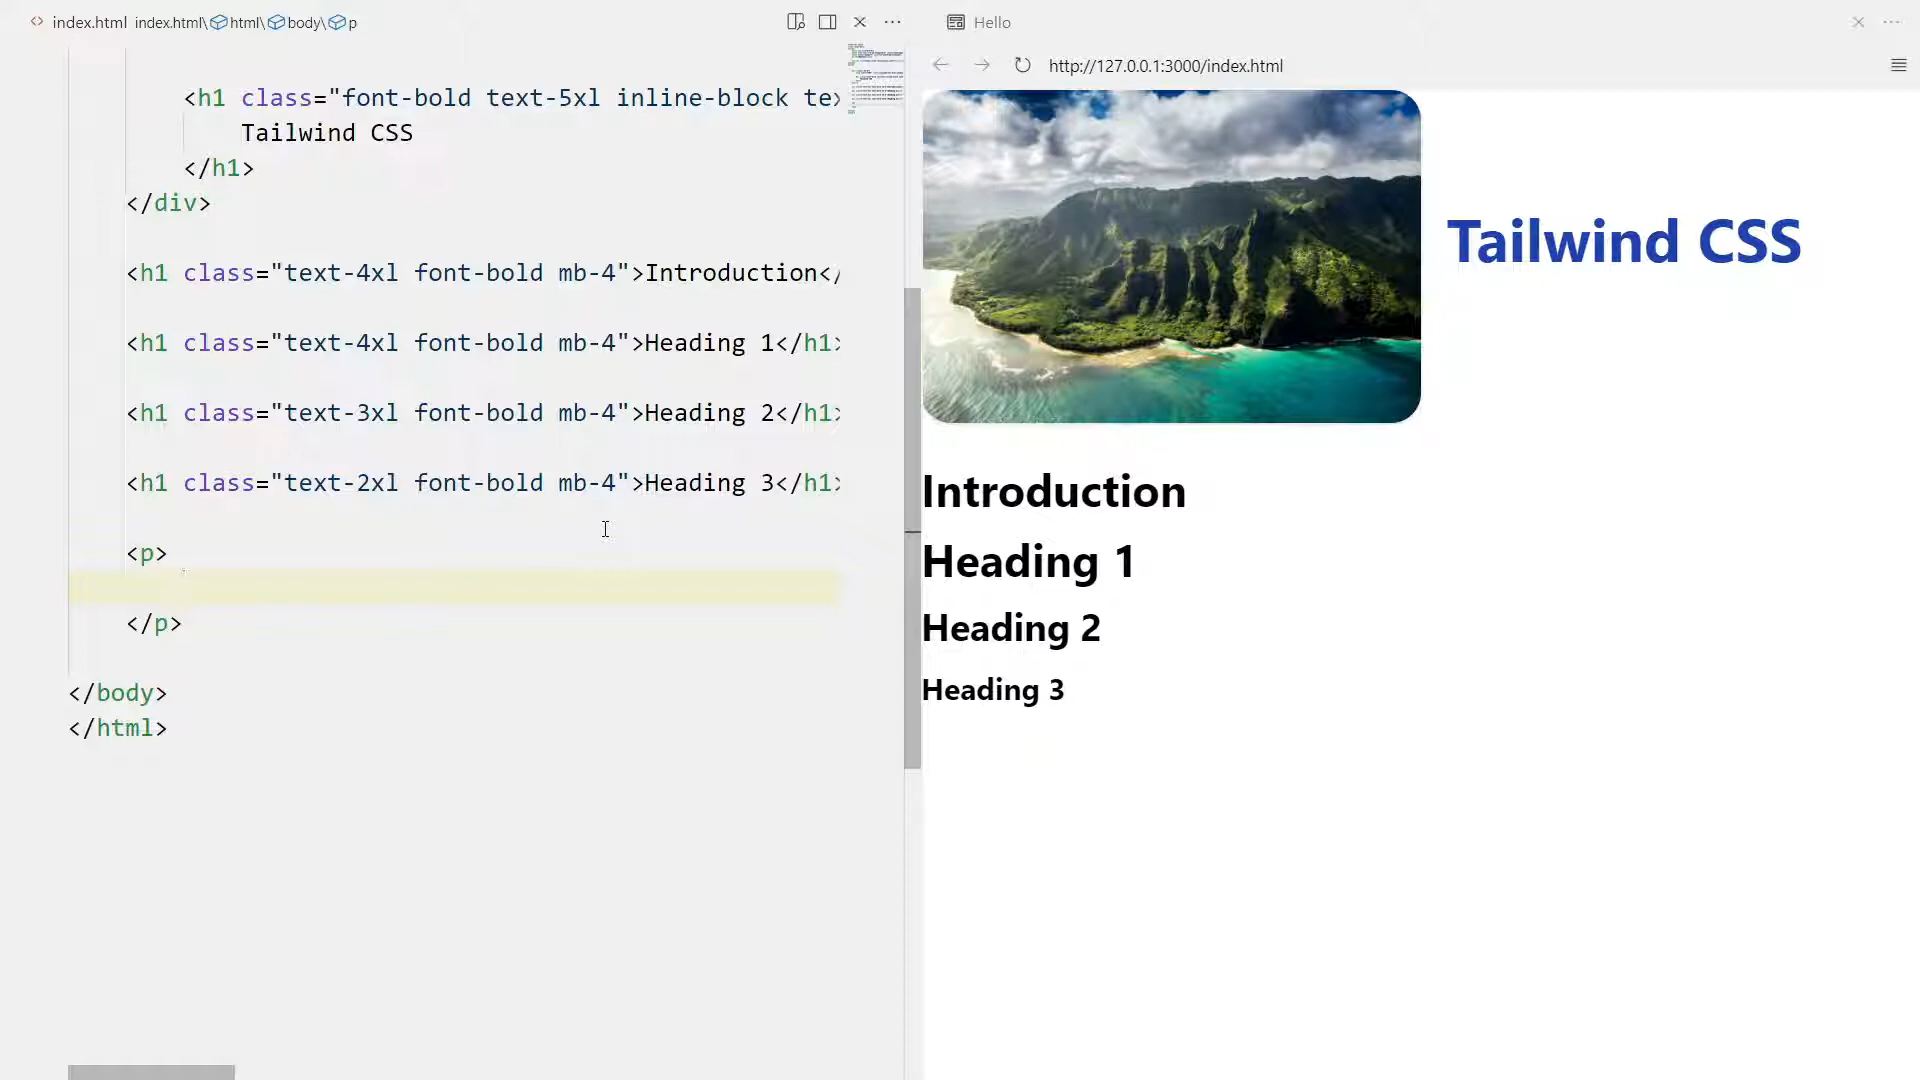 index.html index.html\html\body\p
<h1 class="font-bold text-5xl inline-block te
Tailwind CSS
</h1>
</div>
<h1 class="text-4xl font-bold mb-4">Introduction</
<h1 class="text-4xl font-bold mb-4">Heading 1</h1>
<h1 class="text-3xl font-bold mb-4">Heading 2</h1>
<h1 class="text-2xl font-bold mb-4">Heading 3</h1>
<p>
</p>
</body>
</html>
Hello
http://127.0.0.1:3000/index.html
Tailwind CSS
Introduction
Heading 1
Heading 2
Heading 3